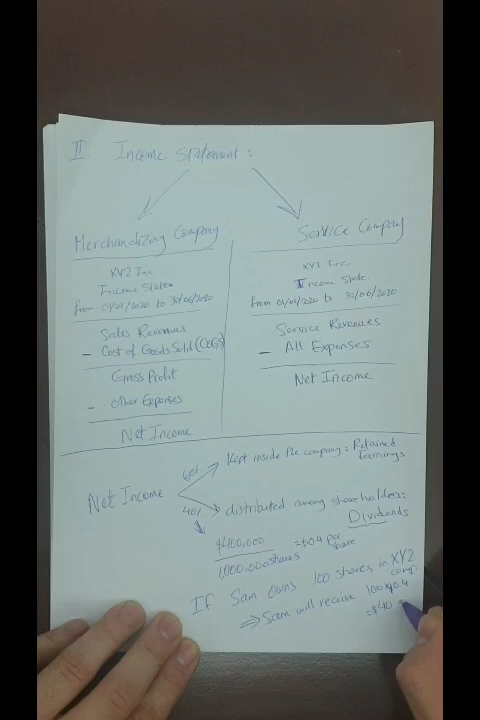 II. Income Statement:
Merchandizing Company
XYZ Inc.
Income State
from 01/01/2020 to 30/06/2020
Sales Revenues
– Cost of Goods Sold (COGS)
Gross Profit
– Other Expenses
Net Income
Service Company
XYZ Inc.
Income State.
from 01/01/2020 to 30/06/2020
Service Revenues
– All Expenses
Net Income
Net Income
60%
Kept inside the company: Retained
Earnings
40%
distributed among shareholders:
Dividends
$400,000
1,000,000 shares
= $0.4 per
share
If Sam owns 100 shares in XYZ
comp.
⇒ Sam will receive 100 x 0.4
= $40